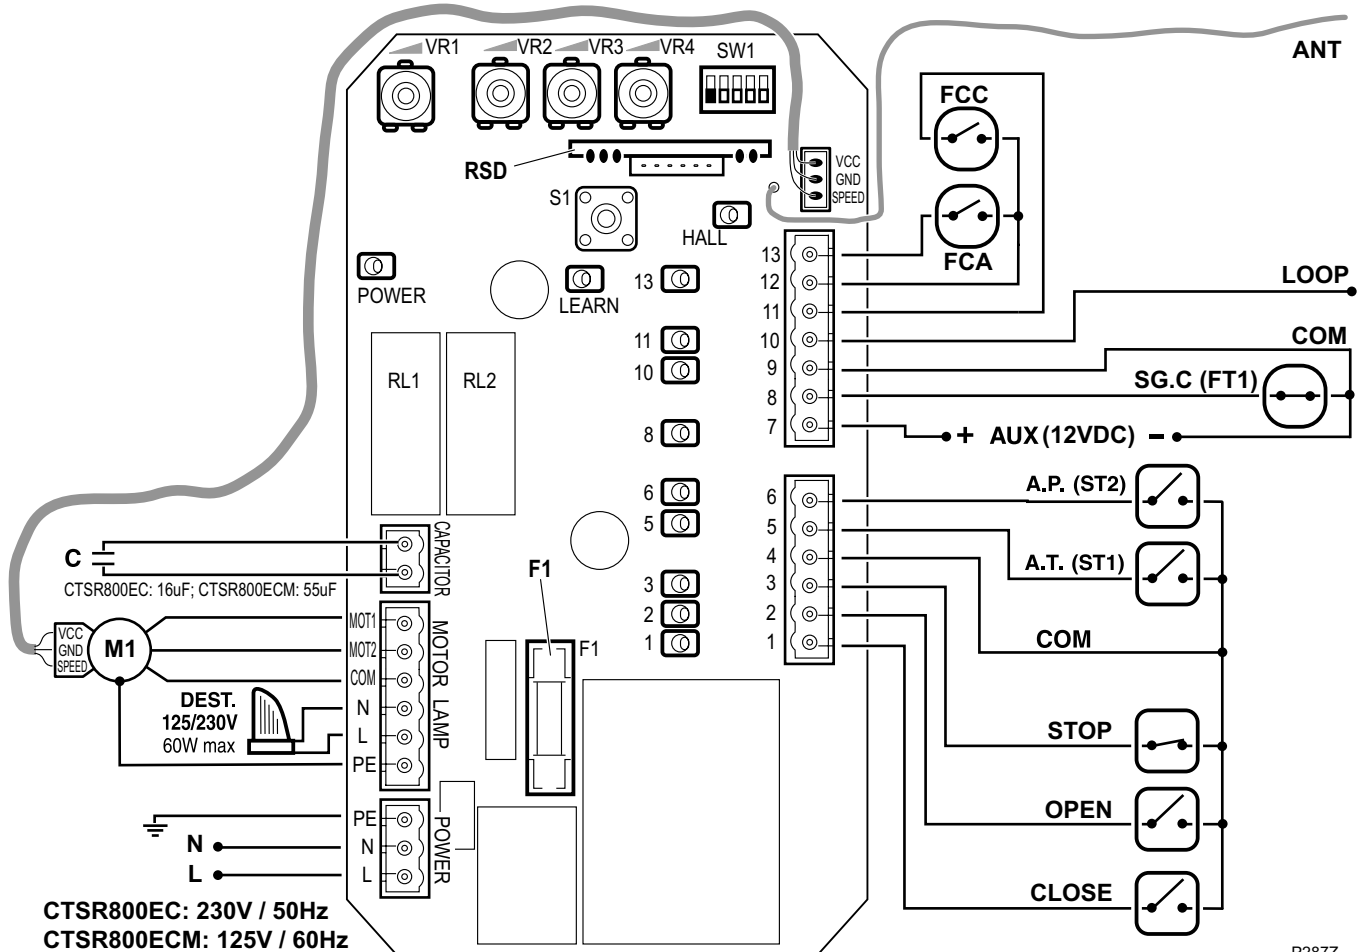 VR1
VR2
VR3
VR4
SW1
ANT
RSD
VCC
GND
SPEED
FCC
FCA
S1
HALL
POWER
LEARN
13
11
10
8
6
5
3
2
1
13
12
11
10
9
8
7
LOOP
COM
SG.C (FT1)
+ AUX (12VDC) -
RL1
RL2
6
5
4
3
2
1
A.P. (ST2)
A.T. (ST1)
COM
STOP
OPEN
CLOSE
C
CTSR800EC: 16uF; CTSR800ECM: 55uF
CAPACITOR
F1
F1
VCC
GND
SPEED
M1
MOT1
MOT2
COM
N
L
PE
MOTOR
LAMP
DEST.
125/230V
60W max
PE
N
L
POWER
N
L
CTSR800EC: 230V / 50Hz
CTSR800ECM: 125V / 60Hz